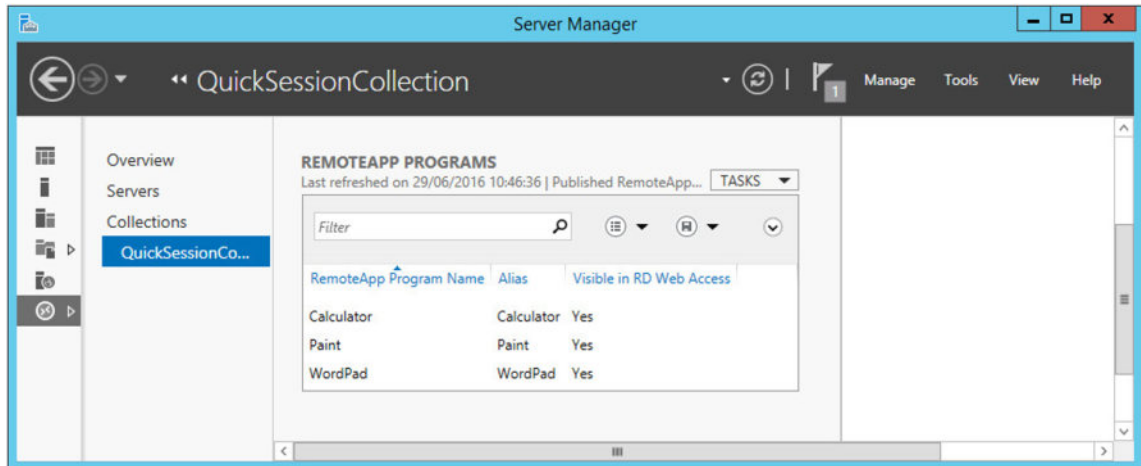 Server Manager
QuickSessionCollection
1
Manage Tools View Help
Overview
Servers
Collections
QuickSessionCo...
REMOTEAPP PROGRAMS
Last refreshed on 29/06/2016 10:46:36 | Published RemoteApp...
TASKS
Filter
RemoteApp Program Name Alias Visible in RD Web Access
Calculator Calculator Yes
Paint Paint Yes
WordPad WordPad Yes